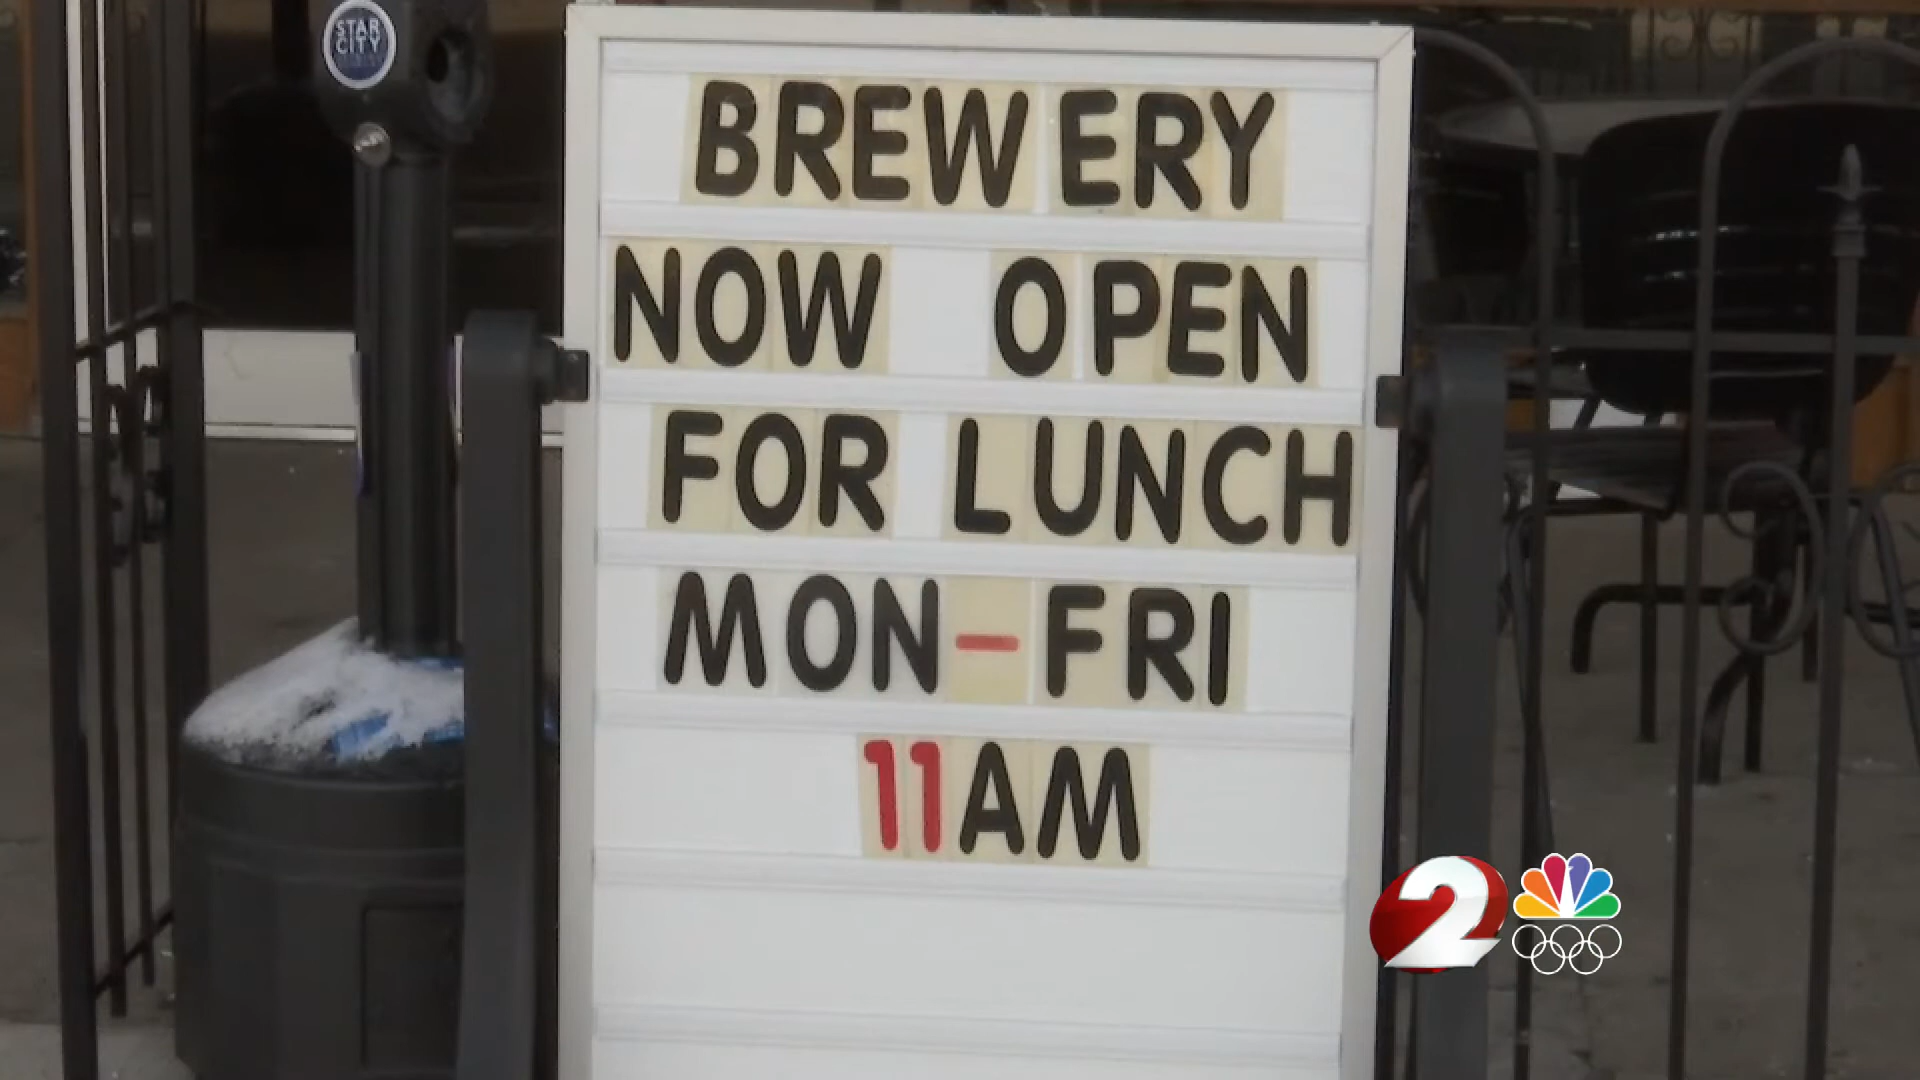 STAR
CITY
BREWERY
NOW OPEN
FOR LUNCH
MON-FRI
11AM
2